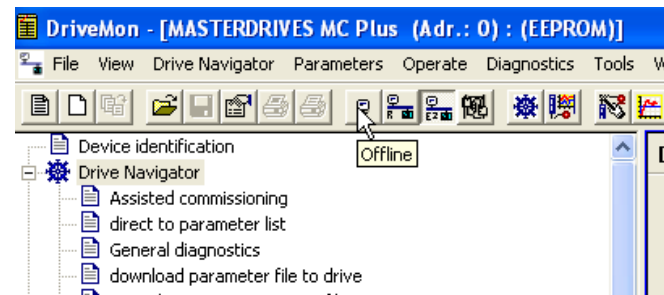 DriveMon - [MASTERDRIVES MC Plus (Adr.: 0) : (EEPROM)]
File View Drive Navigator Parameters Operate Diagnostics Tools
Offline
Device identification
Drive Navigator
Assisted commissioning
direct to parameter list
General diagnostics
download parameter file to drive